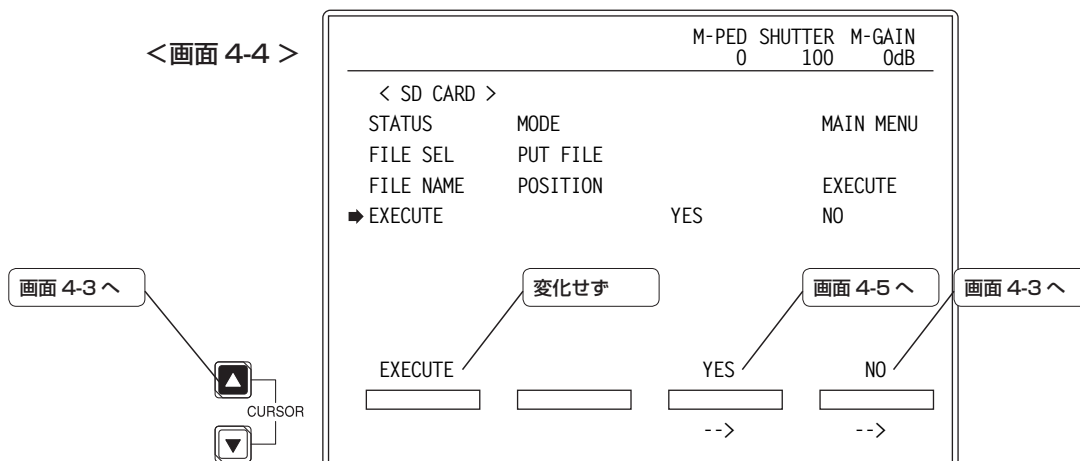 <画面 4-4 >
M-PED SHUTTER M-GAIN
0 100 0dB
< SD CARD >
STATUS MODE MAIN MENU
FILE SEL PUT FILE
FILE NAME POSITION EXECUTE
➡ EXECUTE YES NO
画面 4-3 へ
変化せず
画面 4-5 へ
画面 4-3 へ
EXECUTE YES NO
CURSOR
--> -->